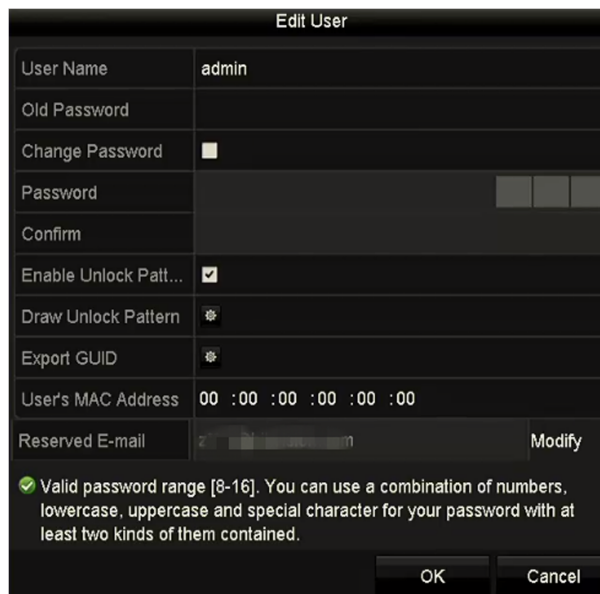 Edit User
User Name admin
Old Password
Change Password
Password
Confirm
Enable Unlock Patt...
Draw Unlock Pattern
Export GUID
User's MAC Address 00 :00 :00 :00 :00 :00
Reserved E-mail Modify
Valid password range [8-16]. You can use a combination of numbers,
lowercase, uppercase and special character for your password with at
least two kinds of them contained.
OK Cancel